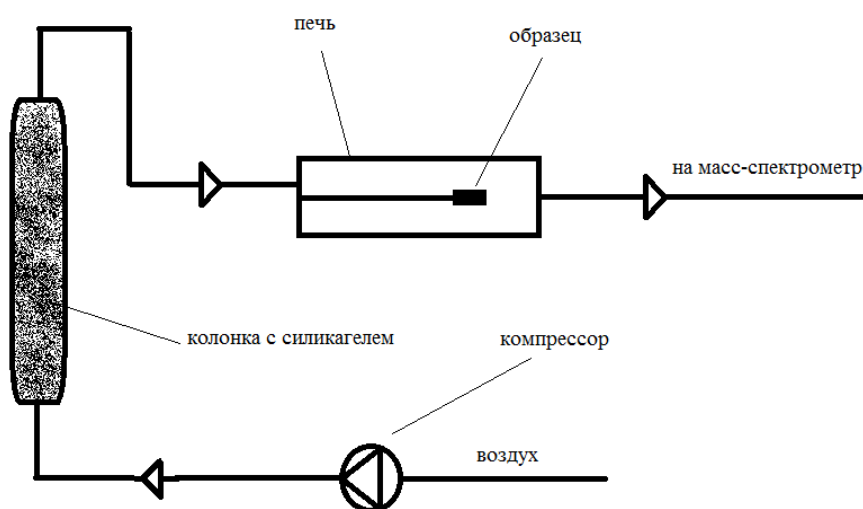 печь
образец
на масс-спектрометр
колонка с силикагелем
компрессор
воздух